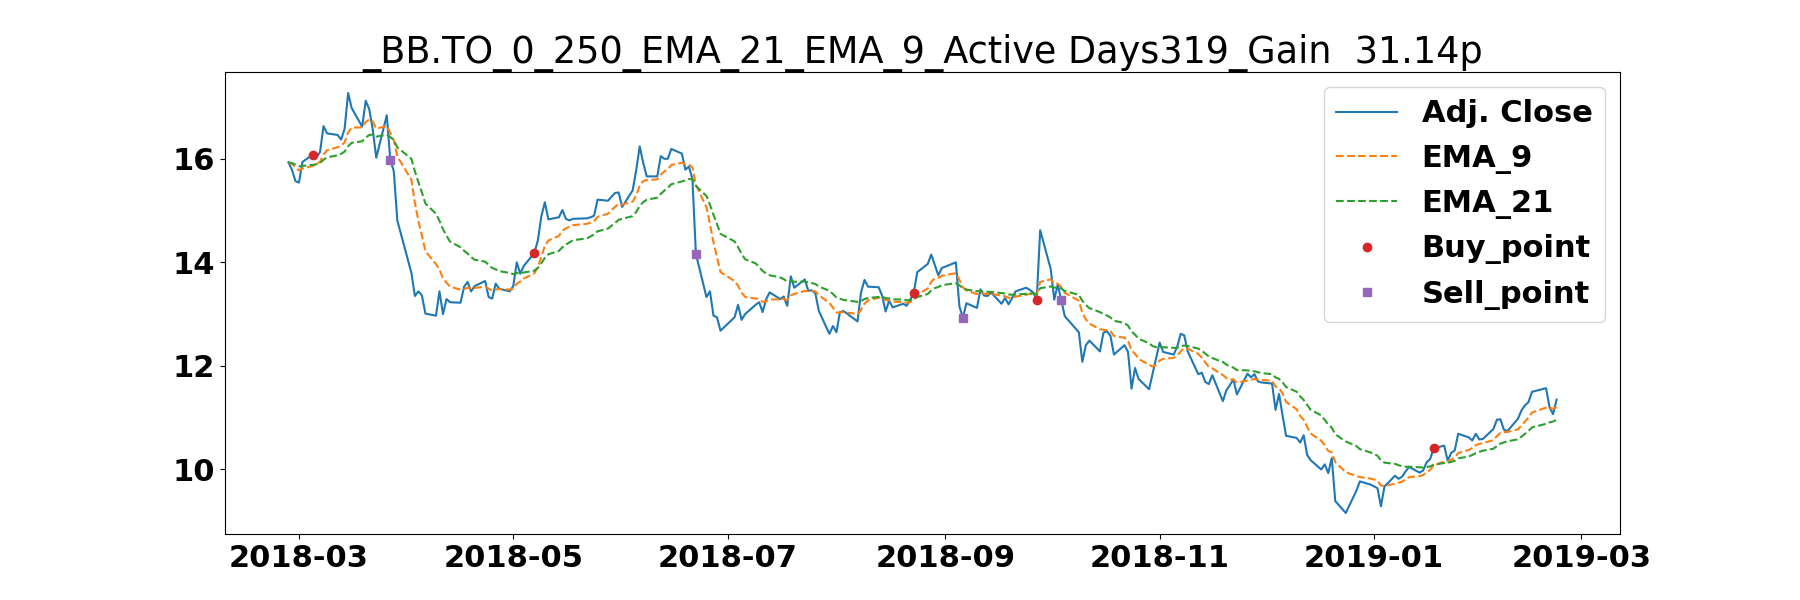 _BB.TO_0_250_EMA_21_EMA_9_Active Days319_Gain  31.14p
Adj. Close
EMA_9
EMA_21
Buy_point
Sell_point
16
14
12
10
2018-03 2018-05 2018-07 2018-09 2018-11 2019-01 2019-03